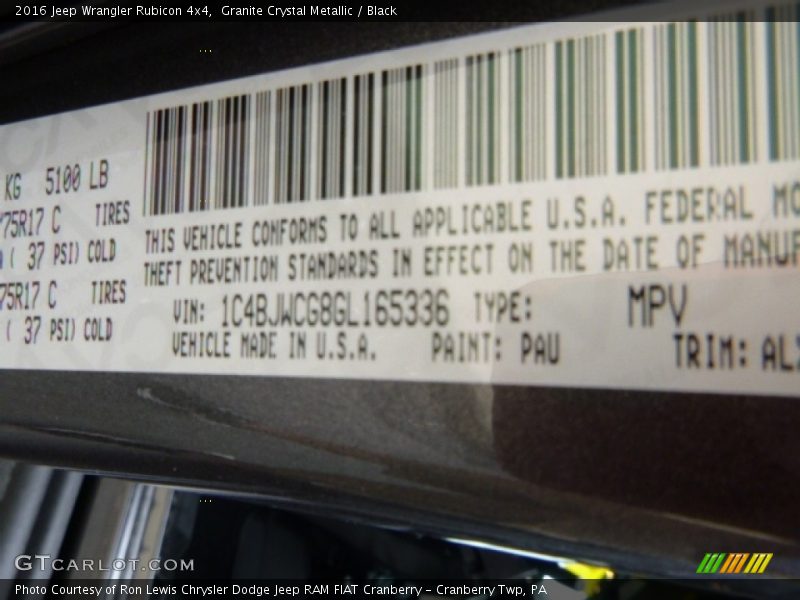 2016 Jeep Wrangler Rubicon 4x4,  Granite Crystal Metallic / Black
KG 5100 LB
75R17 C TIRES
( 37 PSI) COLD
75R17 C TIRES
( 37 PSI) COLD
THIS VEHICLE CONFORMS TO ALL APPLICABLE U.S.A. FEDERAL MO
THEFT PREVENTION STANDARDS IN EFFECT ON THE DATE OF MANUF
VIN: 1C4BJWCG8GL165336 TYPE: MPV
VEHICLE MADE IN U.S.A. PAINT: PAU TRIM:
GTCARLOT.COM
Photo Courtesy of Ron Lewis Chrysler Dodge Jeep RAM FIAT Cranberry – Cranberry Twp, PA